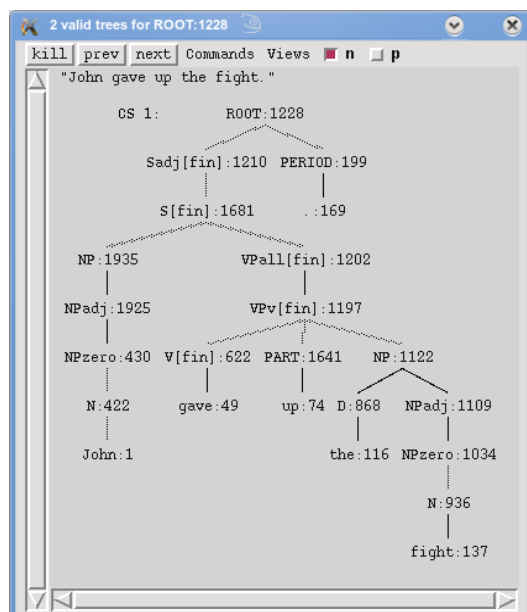 2 valid trees for ROOT:1228
kill prev next Commands Views n p
"John gave up the fight."
CS 1: ROOT:1228
Sadj[fin]:1210 PERIOD:199
S[fin]:1681 .:169
NP:1935 VPall[fin]:1202
NPadj:1925 VPv[fin]:1197
NPzero:430 V[fin]:622 PART:1641 NP:1122
N:422 gave:49 up:74 D:868 NPadj:1109
John:1 the:116 NPzero:1034
N:936
fight:137